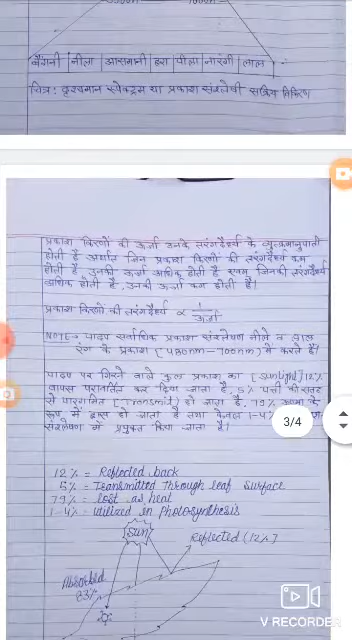 बैंगनी | नीला | आसमानी | हरा | पीला | नारंगी | लाल
चित्र: दृश्यमान स्पेक्ट्रम या प्रकाश संश्लेषी सक्रिय विकिरण
प्रकाश किरणों की ऊर्जा उनके तरंगदैर्ध्य के व्युत्क्रमानुपाती
होती है अर्थात जिन प्रकाश किरणों की तरंगदैर्ध्य कम
होती है उनकी ऊर्जा अधिक होती है एवम जिनकी तरंगदैर्ध्य
अधिक होती है, उनकी ऊर्जा कम होती है।
प्रकाश किरणों की तरंगदैर्ध्य ∝ 1/ऊर्जा
NOTE→ पादप सर्वाधिक प्रकाश संश्लेषण नीले व लाल
रंग के प्रकाश [430nm-700nm] में करते हैं।
पादप पर गिरने वाले कुल प्रकाश का [sunlight] 12%
वापस परावर्तित कर दिया जाता है, 5% पत्ती की सतह
से पारगमित [Transmit] हो जाता है, 79% ऊष्मा के
रूप में ह्रास हो जाता है तथा केवल 1-4%
संश्लेषण में प्रयुक्त किया जाता है।
3/4
12% = Reflected back
5% = Transmitted through leaf surface
79% = lost as heat
1-4% = utilized in Photosynthesis
Sun
Reflected (12%)
Absorbed
83%
V RECORDER